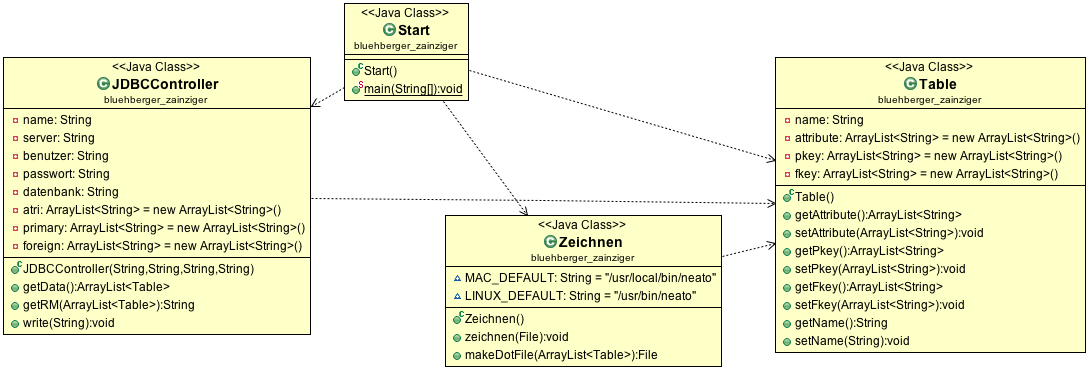 <<Java Class>>
Start
bluehberger_zainziger
Start()
main(String[]):void
<<Java Class>>
JDBCController
bluehberger_zainziger
name: String
server: String
benutzer: String
passwort: String
datenbank: String
atri: ArrayList<String> = new ArrayList<String>()
primary: ArrayList<String> = new ArrayList<String>()
foreign: ArrayList<String> = new ArrayList<String>()
JDBCController(String,String,String,String)
getData():ArrayList<Table>
getRM(ArrayList<Table>):String
write(String):void
<<Java Class>>
Zeichnen
bluehberger_zainziger
MAC_DEFAULT: String = "/usr/local/bin/neato"
LINUX_DEFAULT: String = "/usr/bin/neato"
Zeichnen()
zeichnen(File):void
makeDotFile(ArrayList<Table>):File
<<Java Class>>
Table
bluehberger_zainziger
name: String
attribute: ArrayList<String> = new ArrayList<String>()
pkey: ArrayList<String> = new ArrayList<String>()
fkey: ArrayList<String> = new ArrayList<String>()
Table()
getAttribute():ArrayList<String>
setAttribute(ArrayList<String>):void
getPkey():ArrayList<String>
setPkey(ArrayList<String>):void
getFkey():ArrayList<String>
setFkey(ArrayList<String>):void
getName():String
setName(String):void